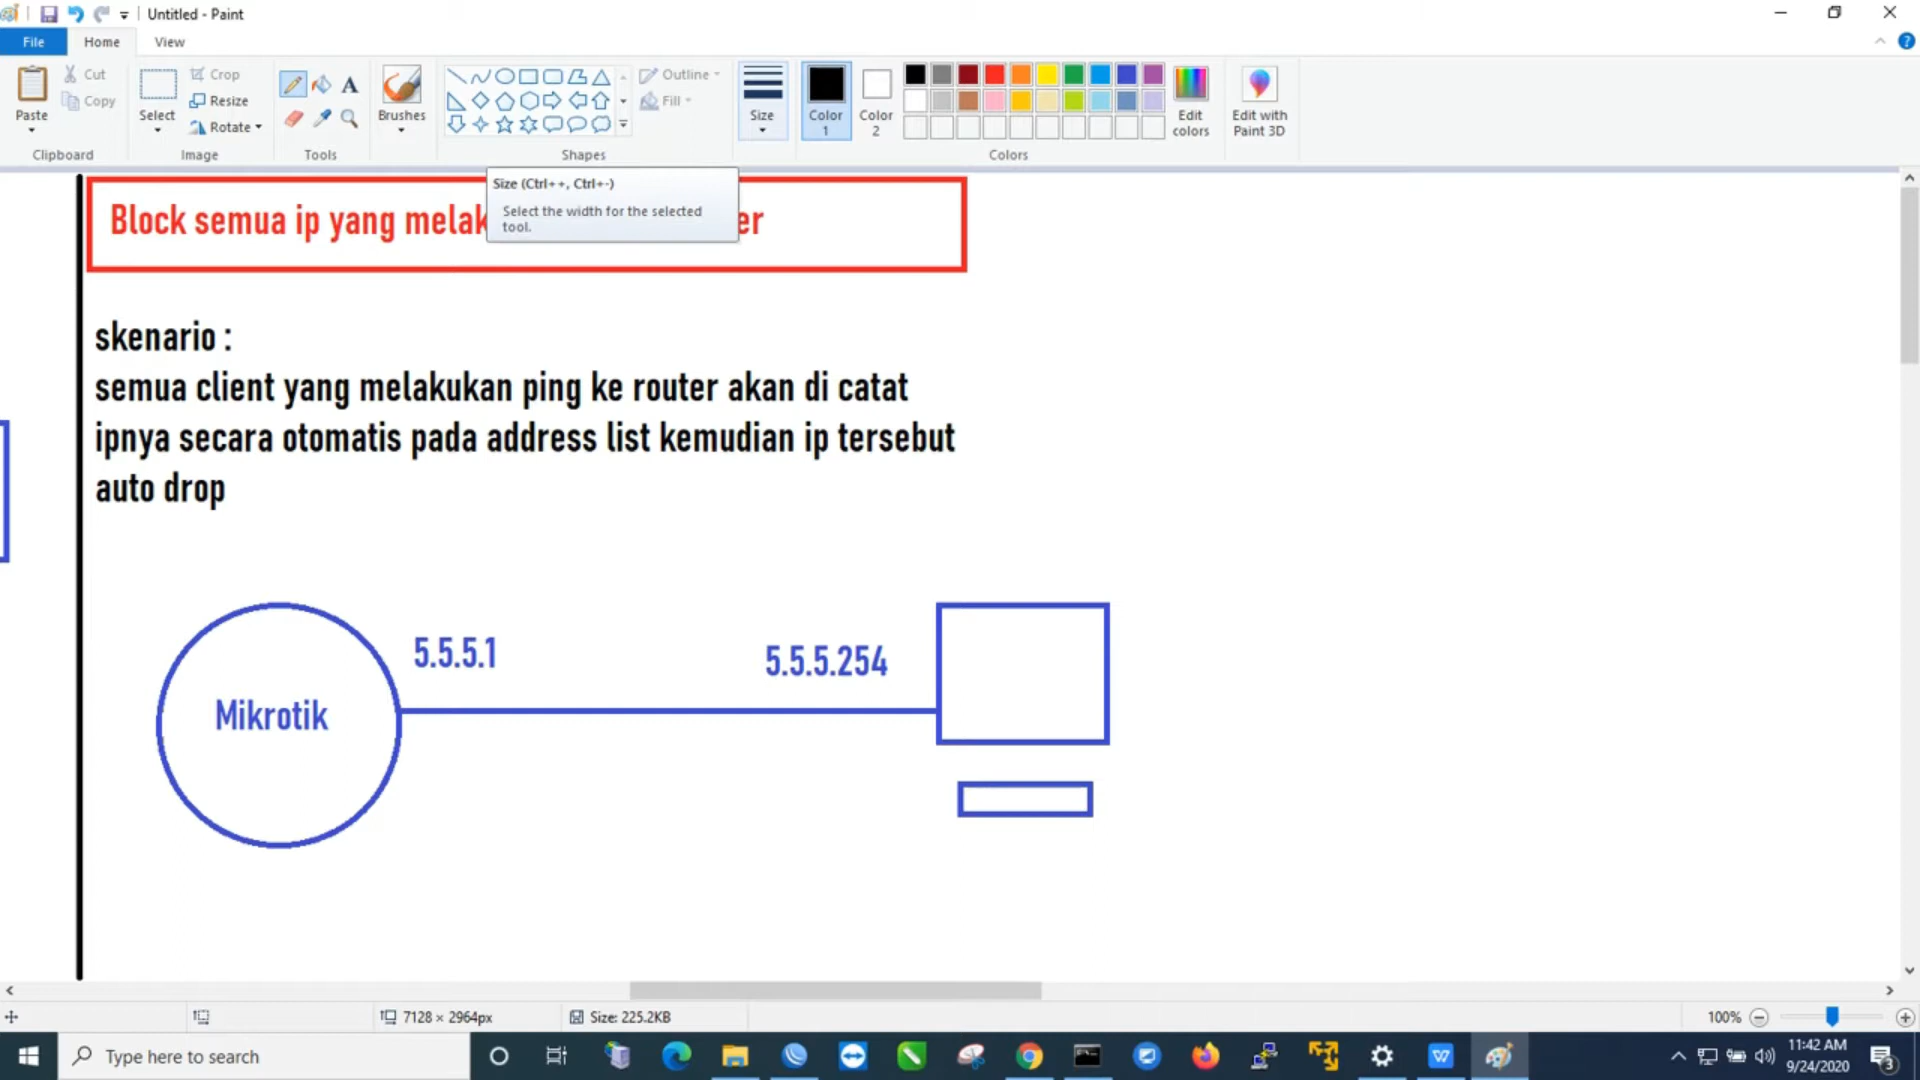 Untitled - Paint
File
Home
View
Paste
Cut
Copy
Clipboard
Select
Crop
Resize
Rotate
Image
Tools
Brushes
Shapes
Outline
Fill
Size
Color 1
Color 2
Colors
Edit colors
Edit with Paint 3D
Size (Ctrl++, Ctrl+-)
Select the width for the selected
tool.
Block semua ip yang melak er
skenario :
semua client yang melakukan ping ke router akan di catat
ipnya secara otomatis pada address list kemudian ip tersebut
auto drop
5.5.5.1
5.5.5.254
Mikrotik
7128 × 2964px
Size: 225.2KB
100%
Type here to search
11:42 AM
9/24/2020
3